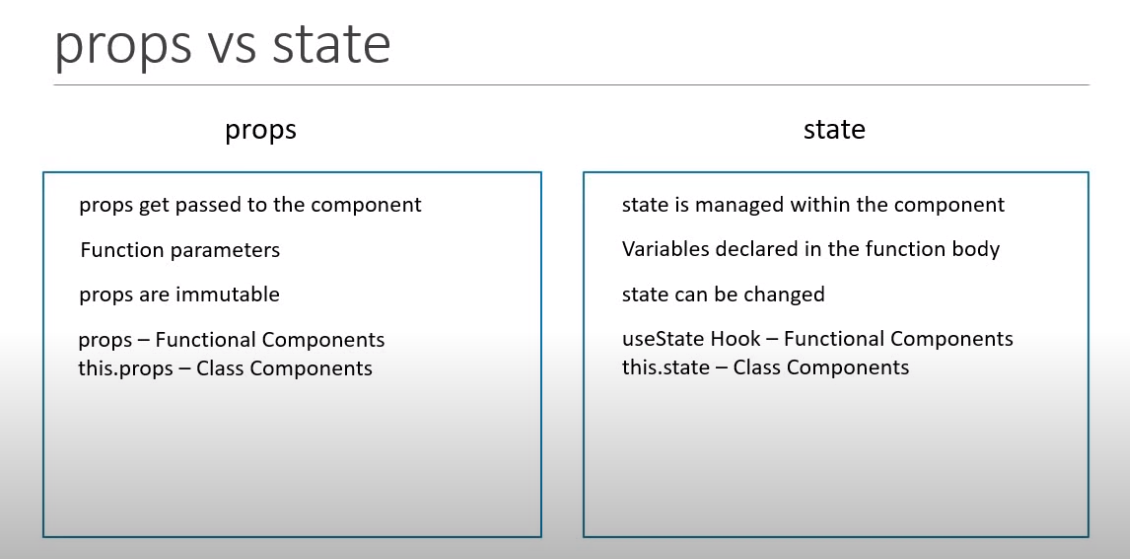 props vs state
props
props get passed to the component
Function parameters
props are immutable
props – Functional Components
this.props – Class Components
state
state is managed within the component
Variables declared in the function body
state can be changed
useState Hook – Functional Components
this.state – Class Components